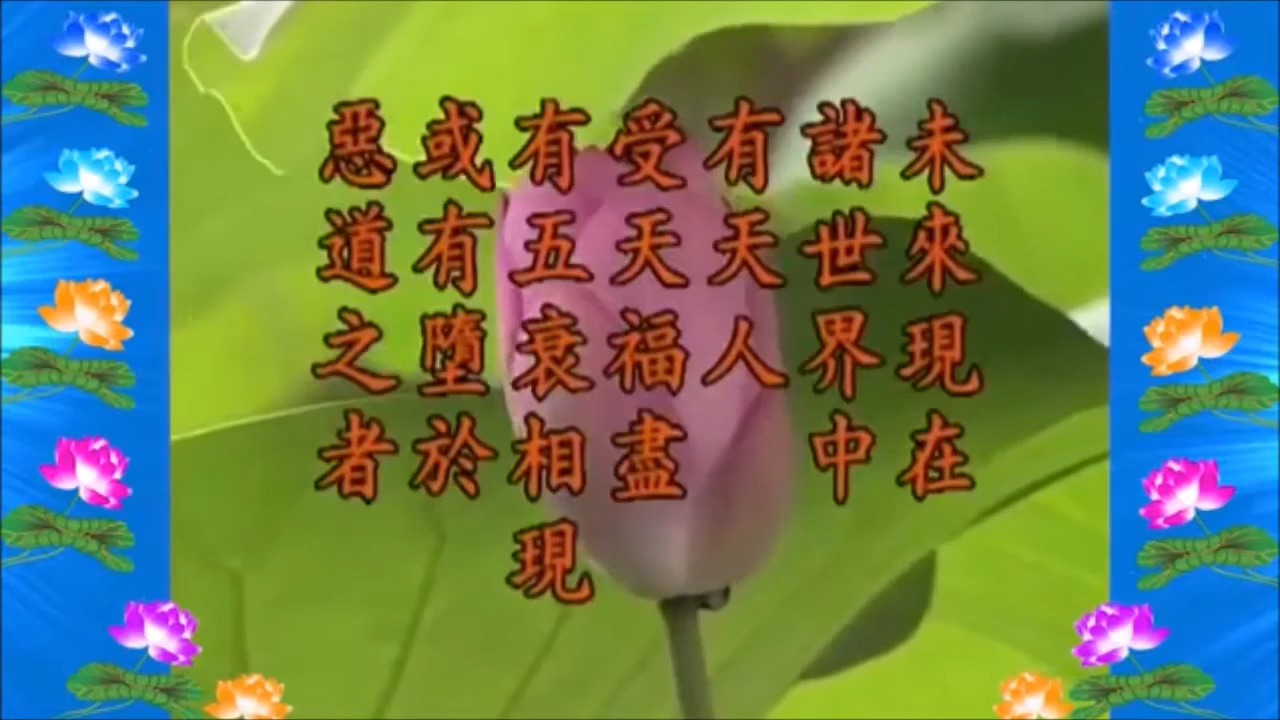 未來現在
諸世界中
有天人
受天福盡
有五衰相現
或有墮於
惡道之者